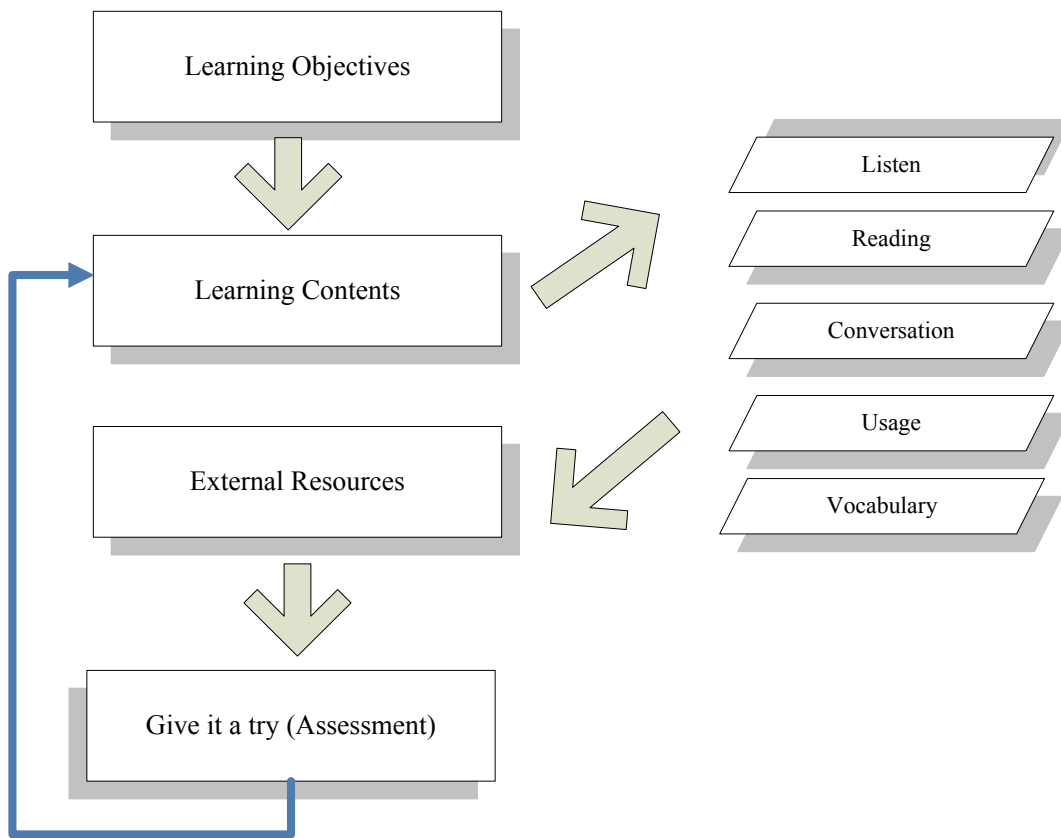 Learning Objectives
Learning Contents
Listen
Reading
Conversation
Usage
Vocabulary
External Resources
Give it a try (Assessment)